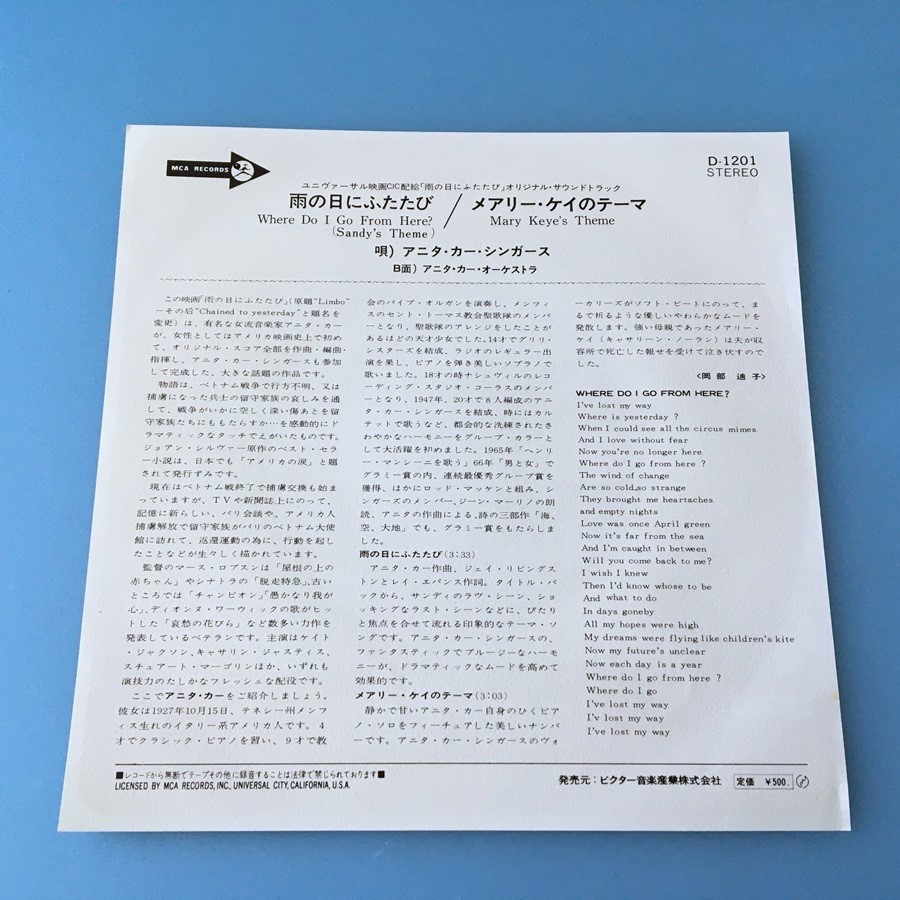 MCA RECORDS
D-1201
STEREO
ユニヴァーサル映画CIC配給「雨の日にふたたび」オリジナル・サウンドトラック
雨の日にふたたび / メアリー・ケイのテーマ
Where Do I Go From Here? Mary Keye's Theme
(Sandy's Theme)
唄) アニタ・カー・シンガース
B面) アニタ・カー・オーケストラ
この映画「雨の日にふたたび」(原題"Limbo"
ーその后"Chained to yesterday"と題名を
変更)は、有名な女流音楽家アニタ・カー
が、女性としてはアメリカ映画史上で初め
て、オリジナル・スコア全部を作曲・編曲・
指揮し、アニタ・カー・シンガースも参加
して完成した、大きな話題の作品です。
物語は、ベトナム戦争で行方不明、又は
捕虜になった兵士の留守家族の哀しみを通
して、戦争がいかに空しく深い傷あとを留
守家族たちにももたらすか…を感動的にド
ラマティックなタッチでえがいたものです。
ジョアン・シルヴァー原作のベスト・セラ
ー小説は、日本でも「アメリカの涙」と題
されて発行ずみです。
現在はベトナム戦終了で捕虜交換も始ま
っていますが、TVや新聞誌上にのって、
記憶に新らしい、パリ会談や、アメリカ人
捕虜解放で留守家族がパリのベトナム大使
館に訪れて、返還運動の為に、行動を起し
たことなどが生々しく描かれています。
監督のマーク・ロブスンは「屋根の上の
赤ちゃん」やシナトラの「脱走特急」、古い
ところでは「チャンピオン」「愚かなり我が
心」、ディオンヌ・ワーウィックの歌がヒッ
トした「哀愁の花びら」など数多い力作を
発表しているベテランです。主演はケイト
・ジャクソン、キャサリン・ジャスティス、
スチュアート・マーゴリンほか、いずれも
演技力のたしかなフレッシュな配役です。
ここでアニタ・カーをご紹介しましょう。
彼女は1927年10月15日、テネシー州メンフ
ィス生れのイタリー系アメリカ人です。4
才でクラシック・ピアノを習い、9才で教
会のパイプ・オルガンを演奏し、メンフィ
スのセント・トーマス教会聖歌隊のメンバ
ーとなり、聖歌隊のアレンジをしたことが
あるほどの天才少女でした。14才でグリリ・
シスターズを結成、ラジオのレギュラー出
演を果し、ピアノを弾き美しいソプラノで
歌いました。18才の時ナシュヴィルのレコ
ーディング・スタジオ・コーラスのメンバ
ーとなり、1947年、20才で8人編成のアニ
タ・カー・シンガースを結成、時にはカル
テットで歌うなど、都会的な洗練されたさ
わやかなハーモニーをグループ・カラーと
して大活躍を初めました。1965年「ヘンリ
ー・マンシーニを歌う」66年「男と女」で
グラミー賞の内、連続最優秀グループ賞を
獲得、ほかにロッド・マッケンと組み、シ
ンガーズのメンバー、ジーン・マーリノの朗
読、アニタの作曲による、詩の三部作「海、
空、大地」でも、グラミー賞をもたらしま
した。
雨の日にふたたび(3:33)
アニタ・カー作曲、ジェイ・リビングス
トンとレイ・エバンス作詞。タイトル・バ
ックから、サンディのラヴ・シーン、ショ
ッキングなラスト・シーンなどに、ぴたり
と焦点を合せて流れる印象的なテーマ・ソ
ングです。アニタ・カー・シンガースの、
ファンタスティックでブルージーなハーモ
ニーが、ドラマティックなムードを高めて
効果的です。
メアリー・ケイのテーマ(3:03)
静かで甘いアニタ・カー自身のひくピア
ノ・ソロをフィーチュアした美しいナンバ
ーです。アニタ・カー・シンガースのヴォ
ーカリーズがソフト・ビートにのって、ま
るで祈るような優しいやわらかなムードを
発散します。強い母親であったメアリー・
ケイ(キャサリーン・ノーラン)は夫が収
容所で死亡した報せを受けて泣き伏すので
した。
〈岡部 迪子〉
WHERE DO I GO FROM HERE?
I've lost my way
Where is yesterday ?
When I could see all the circus mimes
And I love without fear
Now you're no longer here
Where do I go from here ?
The wind of change
Are so cold,so strange
They brought me heartaches
and empty nights
Love was once April green
Now it's far from the sea
And I'm caught in between
Will you come back to me?
I wish I knew
Then I'd know whose to be
And what to do
In days goneby
All my hopes were high
My dreams were flying like children's kite
Now my future's unclear
Now each day is a year
Where do I go from here ?
Where do I go
I've lost my way
I'v lost my way
I've lost my way
■レコードから無断でテープその他に録音することは法律で禁じられております■
LICENSED BY MCA RECORDS, INC., UNIVERSAL CITY, CALIFORNIA, U.S.A.
発売元：ビクター音楽産業株式会社 定価 ¥500.